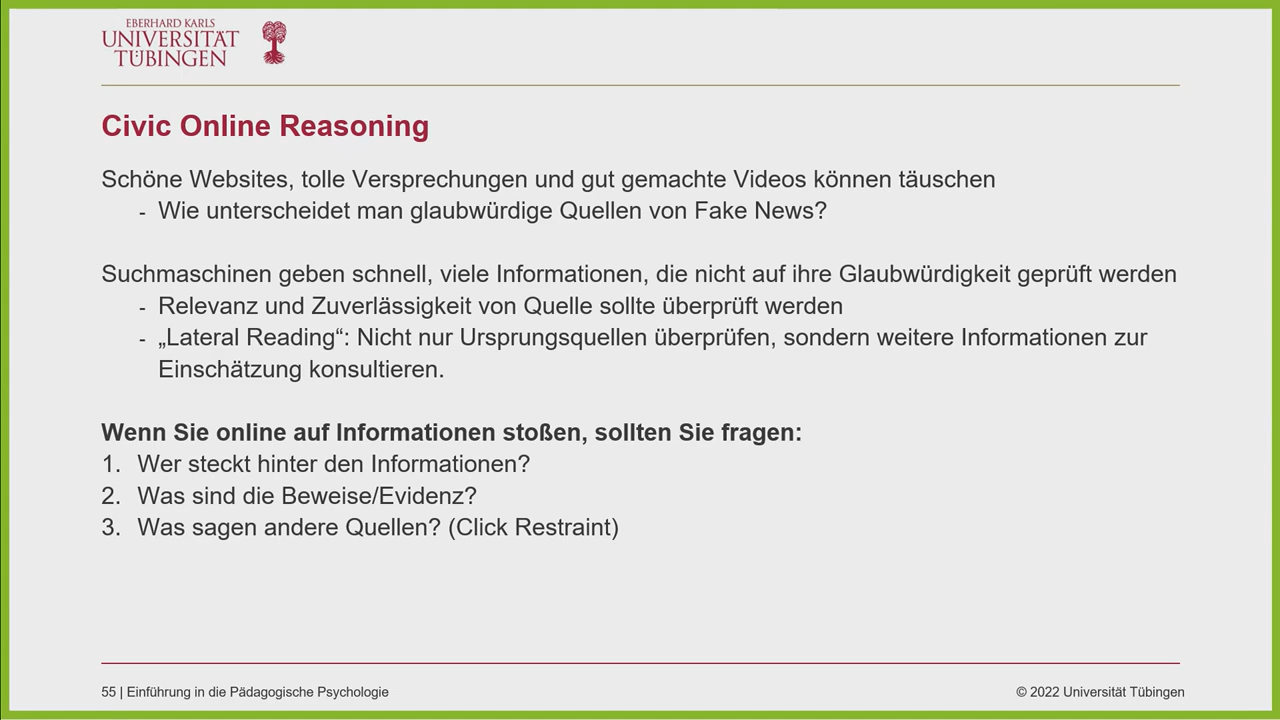 EBERHARD KARLS
UNIVERSITÄT
TÜBINGEN
Civic Online Reasoning
Schöne Websites, tolle Versprechungen und gut gemachte Videos können täuschen
- Wie unterscheidet man glaubwürdige Quellen von Fake News?
Suchmaschinen geben schnell, viele Informationen, die nicht auf ihre Glaubwürdigkeit geprüft werden
- Relevanz und Zuverlässigkeit von Quelle sollte überprüft werden
- „Lateral Reading“: Nicht nur Ursprungsquellen überprüfen, sondern weitere Informationen zur
Einschätzung konsultieren.
Wenn Sie online auf Informationen stoßen, sollten Sie fragen:
1. Wer steckt hinter den Informationen?
2. Was sind die Beweise/Evidenz?
3. Was sagen andere Quellen? (Click Restraint)
55 | Einführung in die Pädagogische Psychologie
© 2022 Universität Tübingen